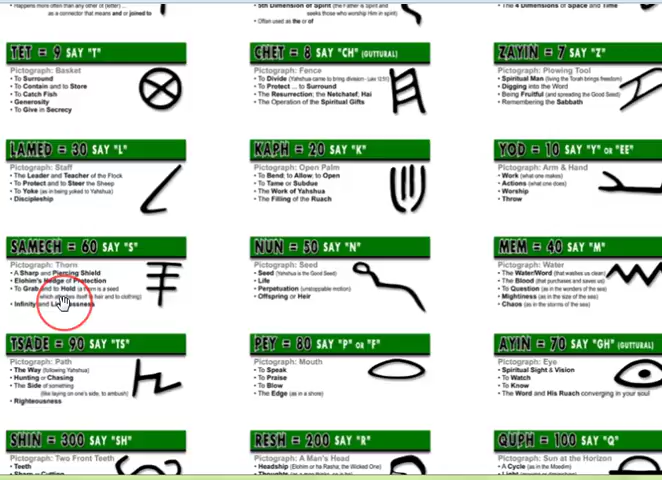 as a connector that means and or joined to
5th Dimension of Spirit (the Father is Spirit and
seeks those who worship Him in spirit)
• Often used as the or of
• The 4 Dimensions of Space and Time
TET = 9 SAY "T"
Pictograph: Basket
• To Surround
• To Contain and to Store
• To Catch Fish
• Generosity
• To Give in Secrecy
CHET = 8 SAY "CH" (GUTTURAL)
Pictograph: Fence
• To Divide (Yahshua came to bring division - Luke 12:51)
• To Protect ... to Surround
• The Resurrection; the Netchatef; Hai
• The Operation of the Spiritual Gifts
ZAYIN = 7 SAY "Z"
Pictograph: Plowing Tool
• Spiritual Man (living the Torah brings freedom)
• Digging into the Word
• Being Fruitful (and spreading the Good Seed)
• Remembering the Sabbath
LAMED = 30 SAY "L"
Pictograph: Staff
• The Leader and Teacher of the Flock
• To Protect and to Steer the Sheep
• To Yoke (as in being yoked to Yahshua)
• Discipleship
KAPH = 20 SAY "K"
Pictograph: Open Palm
• To Bend; to Allow; to Open
• To Tame or Subdue
• The Work of Yahshua
• The Filling of the Ruach
YOD = 10 SAY "Y" OR "EE"
Pictograph: Arm & Hand
• Work (what one makes)
• Actions (what one does)
• Worship
• Throw
SAMECH = 60 SAY "S"
Pictograph: Thorn
• A Sharp and Piercing Shield
• Elohim's Hedge of Protection
• To Grab and to Hold (a thorn is a seed
which attaches itself to hair and to clothing)
• Infinity and
NUN = 50 SAY "N"
Pictograph: Seed
• Seed (Yahshua is the Good Seed)
• Life
• Perpetuation (unstoppable motion)
• Offspring or Heir
MEM = 40 SAY "M"
Pictograph: Water
• The Water/Word (that washes us clean)
• The Blood (that purchases and saves us)
• To Question (as in the wonders of the sea)
• Mightiness (as in the size of the sea)
• Chaos (as in the storms of the sea)
TSADE = 90 SAY "TS"
Pictograph: Path
• The Way (following Yahshua)
• Hunting or Chasing
• The Side of something
(like laying on one's side, to ambush)
• Righteousness
PEY = 80 SAY "P" OR "F"
Pictograph: Mouth
• To Speak
• To Praise
• To Blow
• The Edge (as in a shore)
AYIN = 70 SAY "GH" (GUTTURAL)
Pictograph: Eye
• Spiritual Sight & Vision
• To Watch
• To Know
• The Word and His Ruach converging in your soul
SHIN = 300 SAY "SH"
Pictograph: Two Front Teeth
• Teeth
RESH = 200 SAY "R"
Pictograph: A Man's Head
• Headship (Elohim or ha Rasha, the Wicked One)
QUPH = 100 SAY "Q"
Pictograph: Sun at the Horizon
• A Cycle (as in the Moedim)